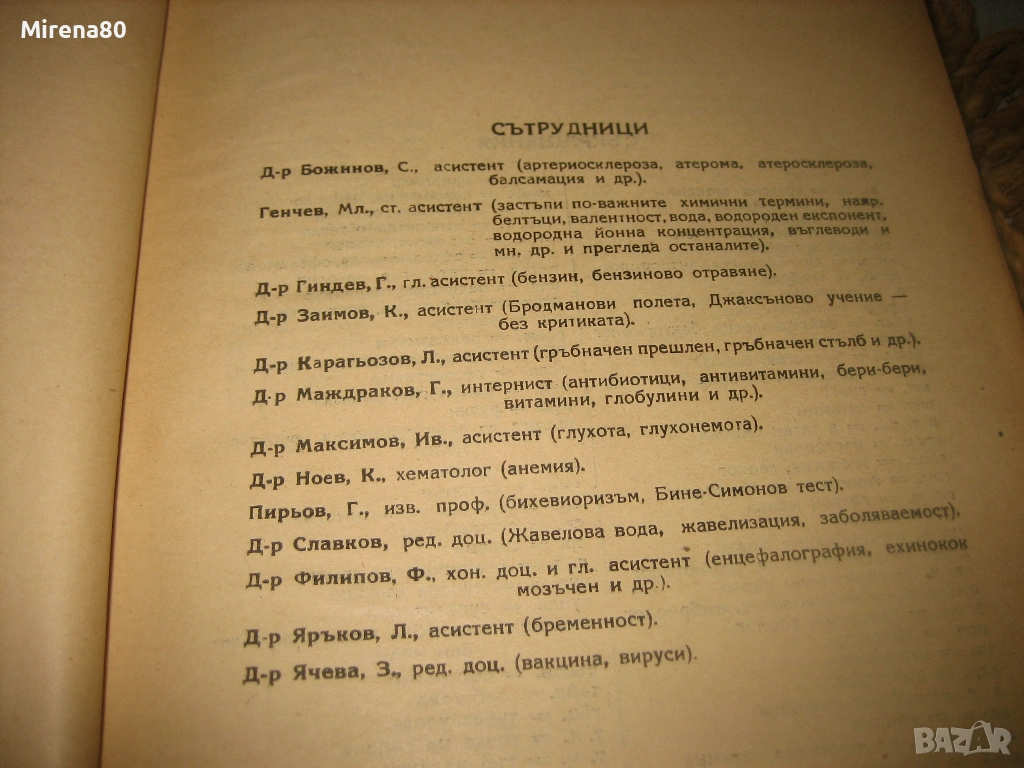 Mirena80
СЪТРУДНИЦИ
Д-р Божинов, С., асистент (артериосклероза, атерома, атеросклероза,
балсамация и др.).
Генчев, Мл., ст. асистент (застъпи по-важните химични термини, напр.
белтъци, валентност, вода, водороден експонент,
водородна йонна концентрация, въглеводи и
мн. др. и прегледа останалите).
Д-р Гиндев, Г., гл. асистент (бензин, бензиново отравяне).
Д-р Заимов, К., асистент (Бродманови полета, Джаксъново учение —
без критиката).
Д-р Карагьозов, Л., асистент (гръбначен прешлен, гръбначен стълб и др.).
Д-р Маждраков, Г., интернист (антибиотици, антивитамини, бери-бери,
витамини, глобулини и др.).
Д-р Максимов, Ив., асистент (глухота, глухонемота).
Д-р Ноев, К., хематолог (анемия).
Пирьов, Г., изв. проф. (бихевиоризъм, Бине-Симонов тест).
Д-р Славков, ред. доц. (Жавелова вода, жавелизация, заболяваемост).
Д-р Филипов, Ф., хон. доц. и гл. асистент (енцефалография, ехинокок
мозъчен и др.).
Д-р Яръков, Л., асистент (бременност).
Д-р Ячева, З., ред. доц. (вакцина, вируси).
BAZAR